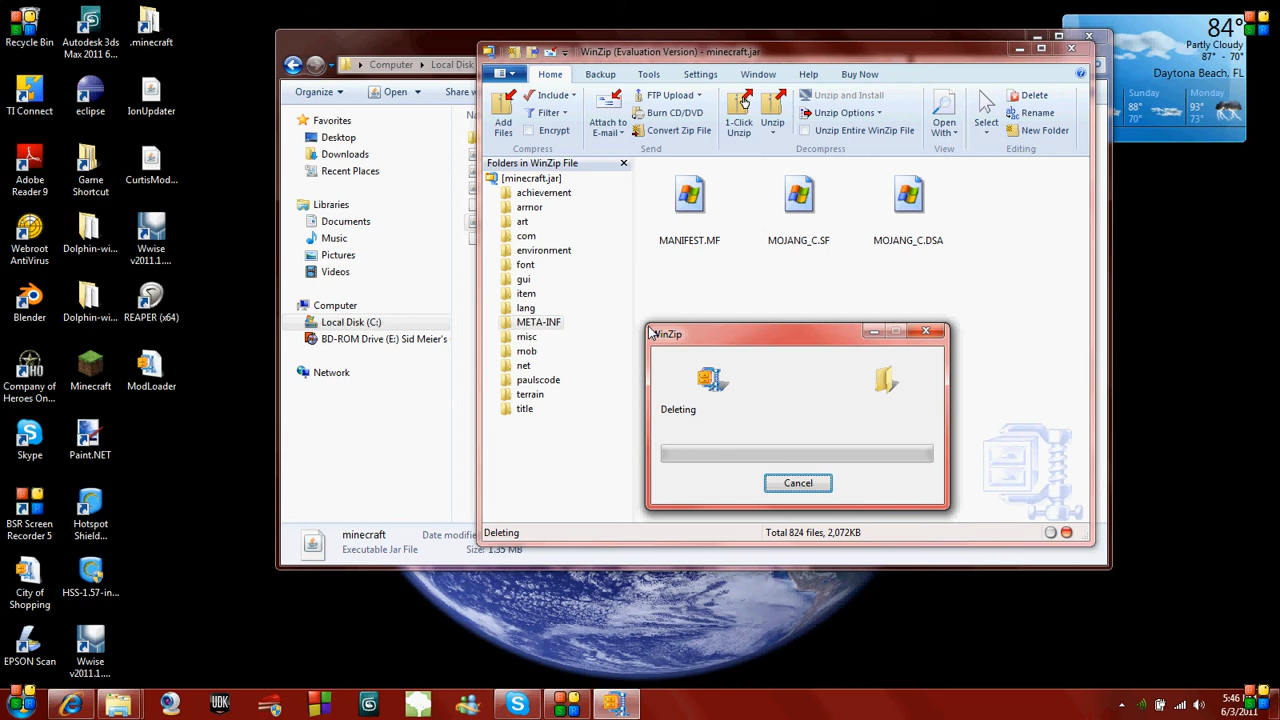 Recycle Bin
Autodesk 3ds
Max 2011 6...
.minecraft
TI Connect
eclipse
IonUpdater
Adobe
Reader 9
Game
Shortcut
CurtisMod...
Webroot
AntiVirus
Dolphin-wi...
Wwise
v2011.1....
Blender
Dolphin-wi...
REAPER (x64)
Company of
Heroes On...
Minecraft
ModLoader
Skype
Paint.NET
BSR Screen
Recorder 5
Hotspot
Shield...
City of
Shopping
HSS-1.57-in...
EPSON Scan
Wwise
v2011.1...
Computer
Local Disk
Organize
Open
Share w
Favorites
Desktop
Downloads
Recent Places
Libraries
Documents
Music
Pictures
Videos
Computer
Local Disk (C:)
BD-ROM Drive (E:) Sid Meier's
Network
minecraft
Date modifie
Executable Jar File
Size: 1.35 MB
WinZip (Evaluation Version) - minecraft.jar
Home
Backup
Tools
Settings
Window
Help
Buy Now
Add
Files
Include
Filter
Encrypt
Compress
Attach to
E-mail
FTP Upload
Burn CD/DVD
Convert Zip File
Send
1-Click
Unzip
Unzip
Unzip and Install
Unzip Options
Unzip Entire WinZip File
Decompress
Open
With
View
Select
Delete
Rename
New Folder
Editing
Folders in WinZip File
[minecraft.jar]
achievement
armor
art
com
environment
font
gui
item
lang
META-INF
misc
mob
net
paulscode
terrain
title
MANIFEST.MF
MOJANG_C.SF
MOJANG_C.DSA
WinZip
Deleting
Cancel
Deleting
Total 824 files, 2,072KB
84°
Partly Cloudy
87° - 70°
Daytona Beach, FL
Sunday
88°
70°
Monday
93°
73°
UDK
5:46
6/3/2011